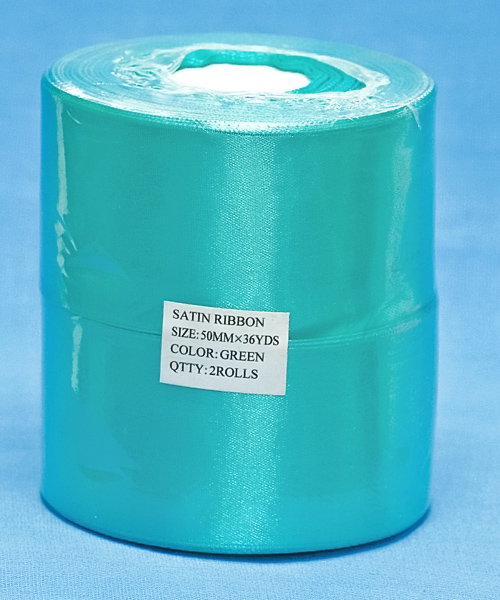 SATIN RIBBON
SIZE: 50MM×36YDS
COLOR: GREEN
QTTY: 2ROLLS